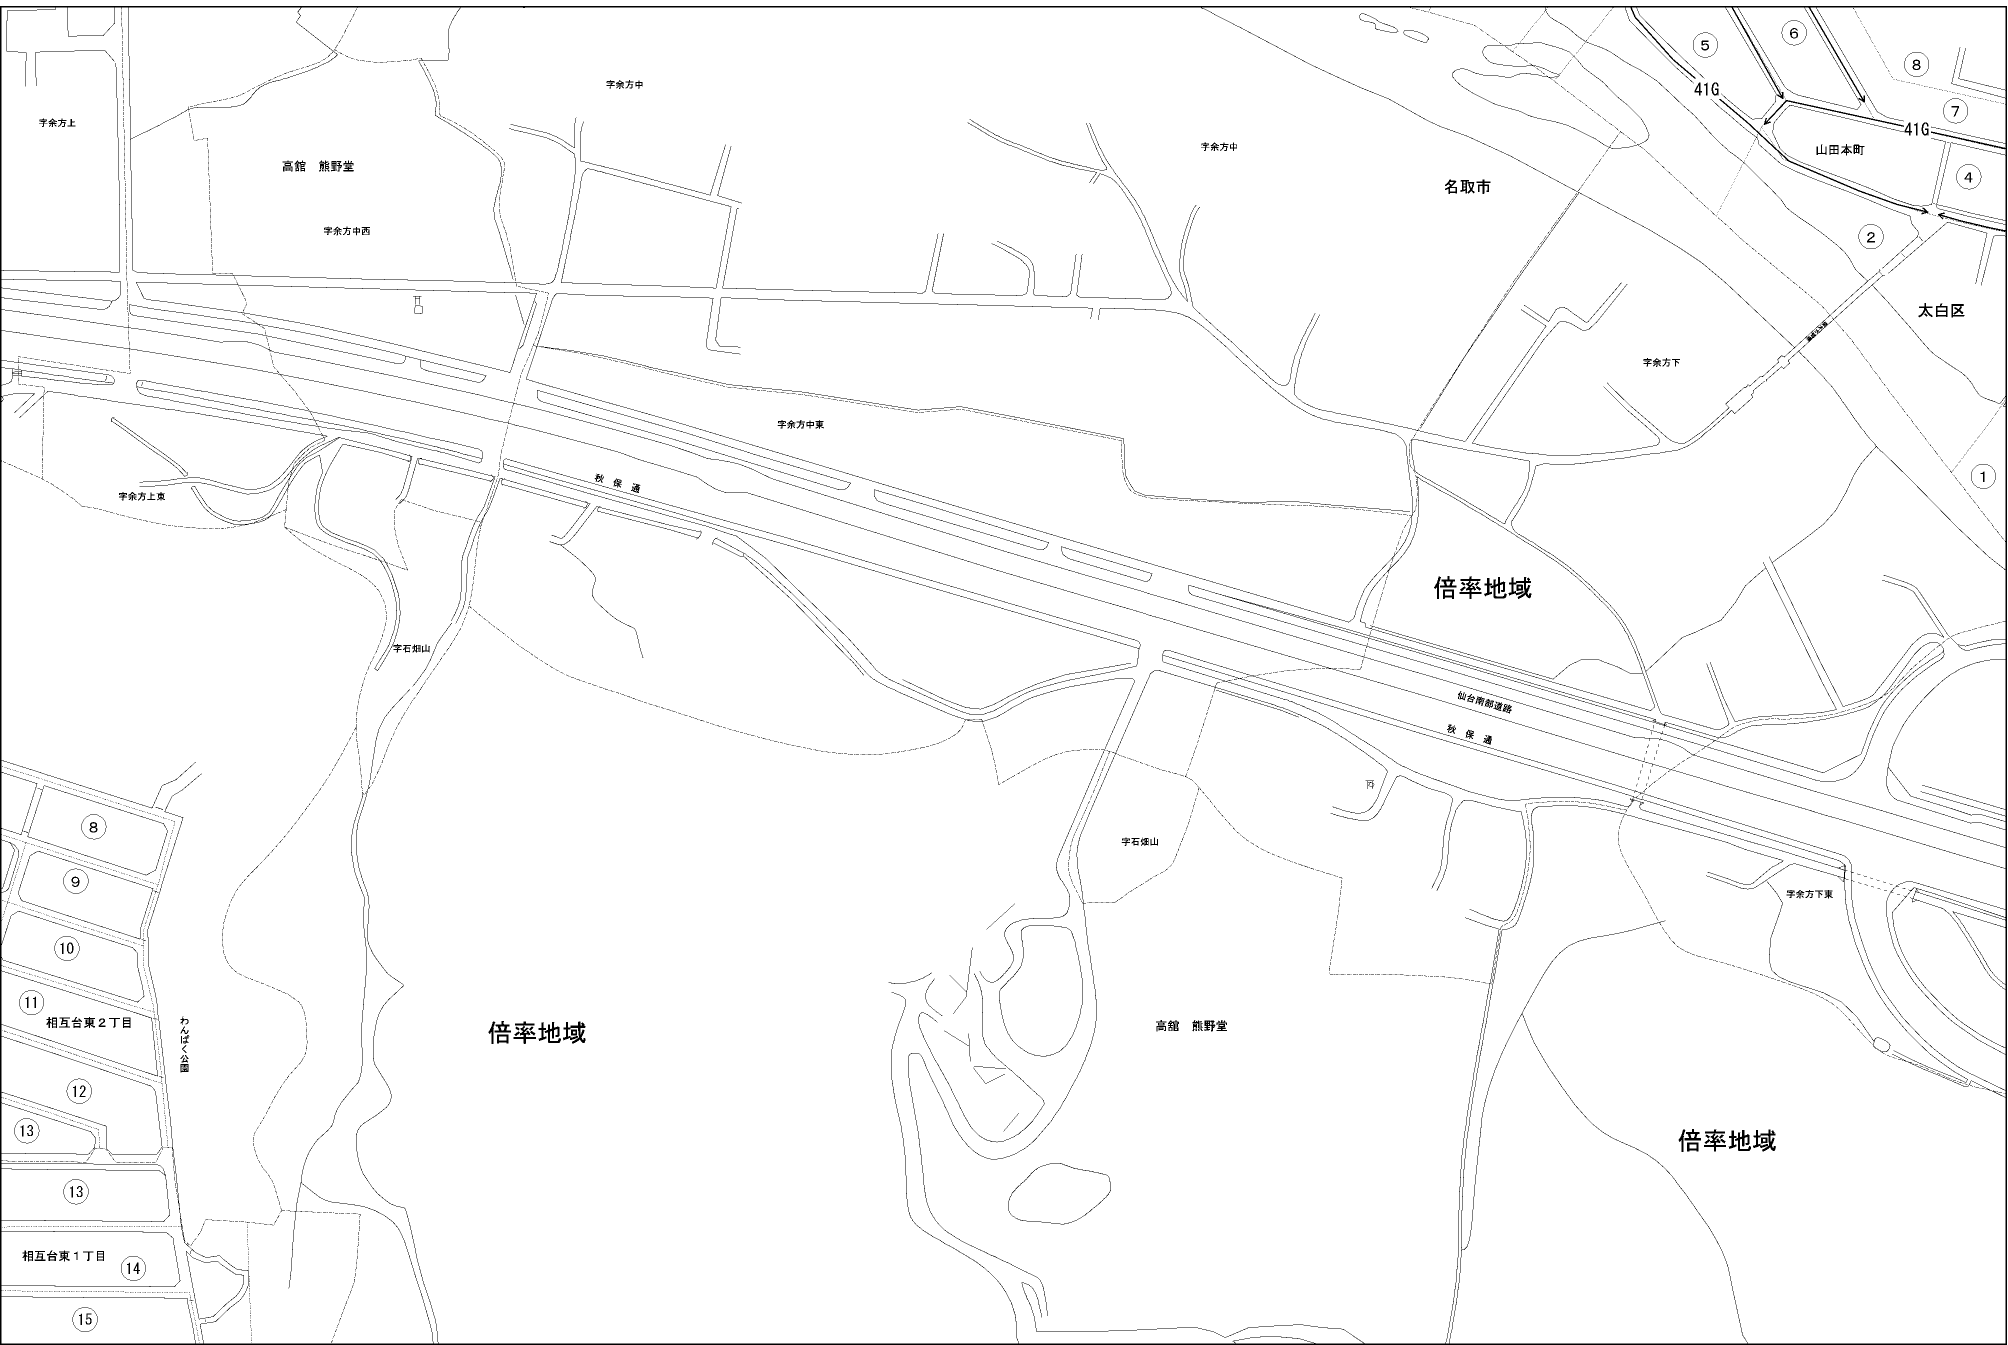 字余方上
高舘　熊野堂
字余方中西
字余方中
字余方中
名取市
41G
41G
⑤
⑥
⑧
⑦
山田本町
④
②
太白区
①
字余方下
字余方中東
字余方上東
秋保通
字石畑山
倍率地域
仙台南部道路
秋保通
字石畑山
字余方下東
⑧
⑨
⑩
⑪
相互台東２丁目
わんぱく公園
⑫
⑬
⑬
相互台東１丁目
⑭
⑮
倍率地域
高舘　熊野堂
倍率地域